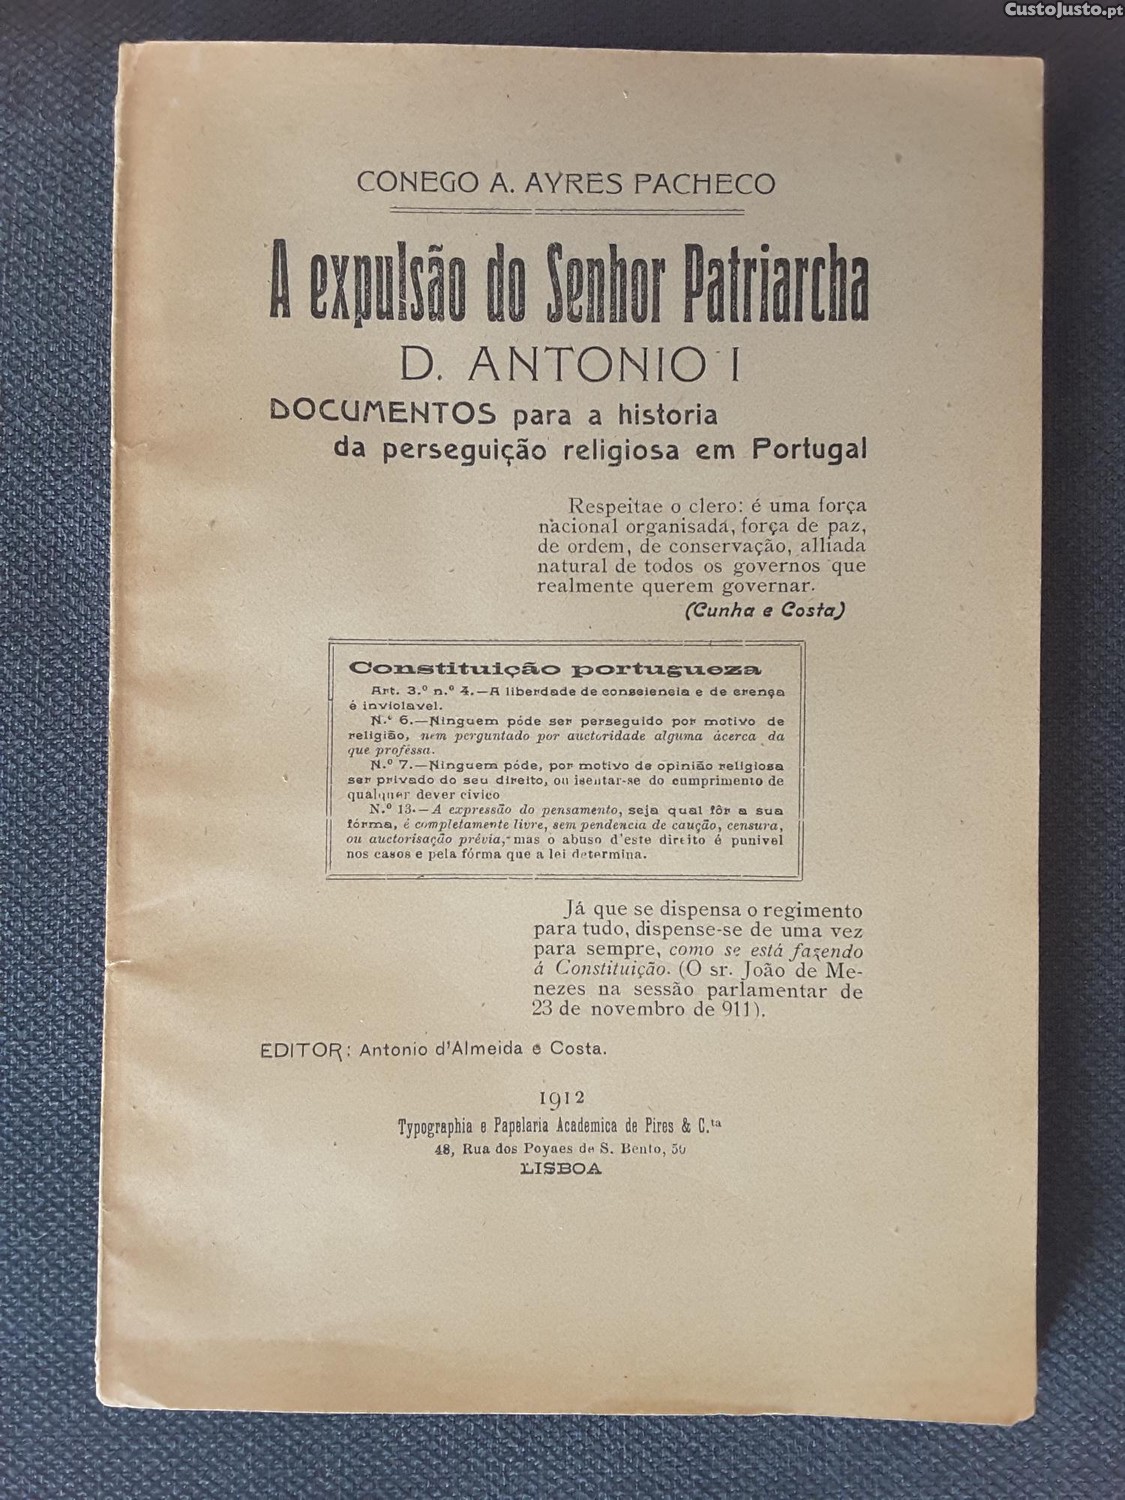 CustoJusto.pt
CONEGO A. AYRES PACHECO
A expulsão do Senhor Patriarcha
D. ANTONIO I
DOCUMENTOS para a historia
da perseguição religiosa em Portugal
Respeitae o clero: é uma força
nacional organisada, força de paz,
de ordem, de conservação, alliada
natural de todos os governos que
realmente querem governar.
(Cunha e Costa)
Constituição portugueza
Art. 3.º n.º 4.—A liberdade de consciencia e de crença
é inviolavel.
N.º 6.—Ninguem póde ser perseguido por motivo de
religião, nem perguntado por auctoridade alguma ácerca da
que proféssa.
N.º 7.—Ninguem póde, por motivo de opinião religiosa
ser privado do seu direito, ou isentar-se do cumprimento de
qualquer dever civico
N.º 13.—A expressão do pensamento, seja qual fôr a sua
fórma, é completamente livre, sem pendencia de caução, censura,
ou auctorisação prévia, mas o abuso d'este direito é punivel
nos casos e pela fórma que a lei determina.
Já que se dispensa o regimento
para tudo, dispense-se de uma vez
para sempre, como se está fazendo
á Constituição. (O sr. João de Me-
nezes na sessão parlamentar de
23 de novembro de 911).
EDITOR: Antonio d'Almeida e Costa.
1912
Typographia e Papelaria Academica de Pires & C.ta
48, Rua dos Poyaes de S. Bento, 50
LISBOA